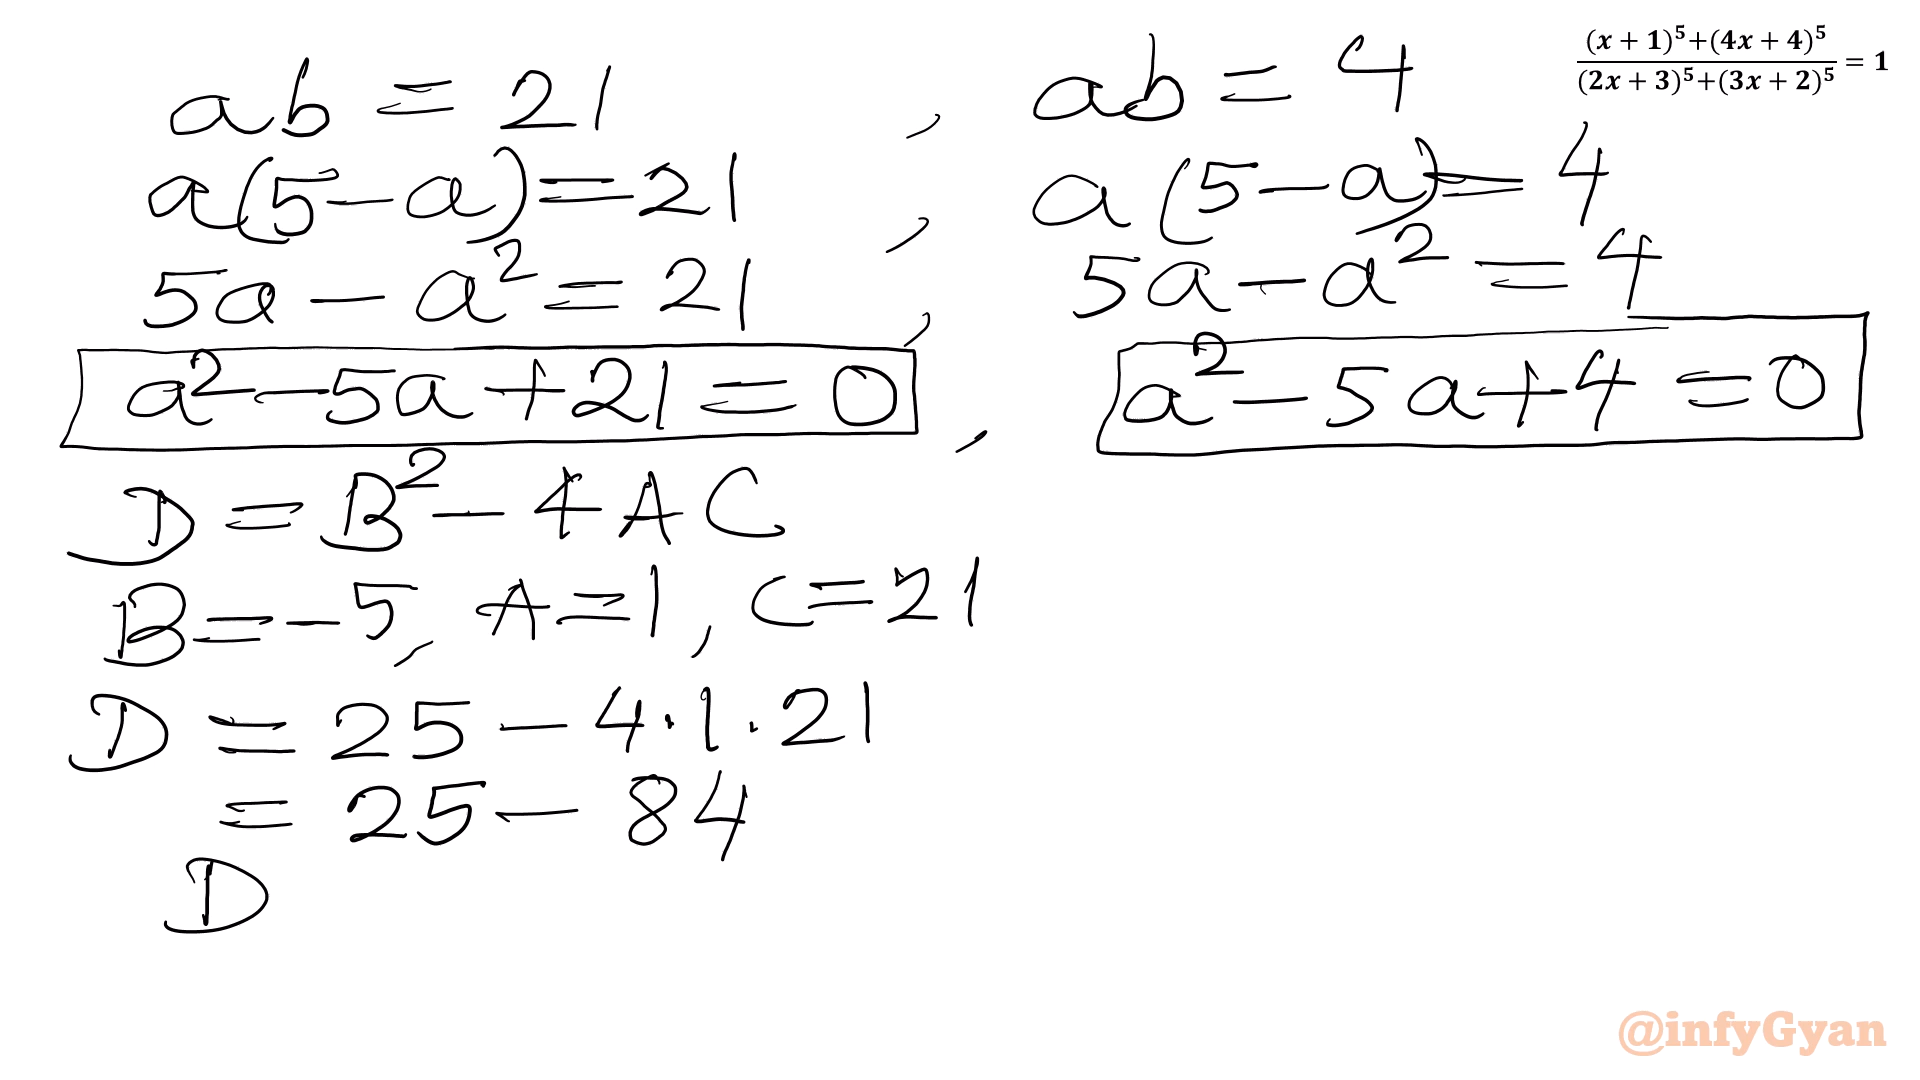 ab = 21 , ab = 4
a(5-a)=21 , a(5-a)=4
5a-a²=21 , 5a-a²=4
a²-5a+21=0 , a²-5a+4=0
D = B²-4AC
B=-5, A=1, C=21
D = 25-4·1·21
= 25-84
D
(x + 1)⁵+(4x + 4)⁵
(2x + 3)⁵+(3x + 2)⁵ = 1
@infyGyan